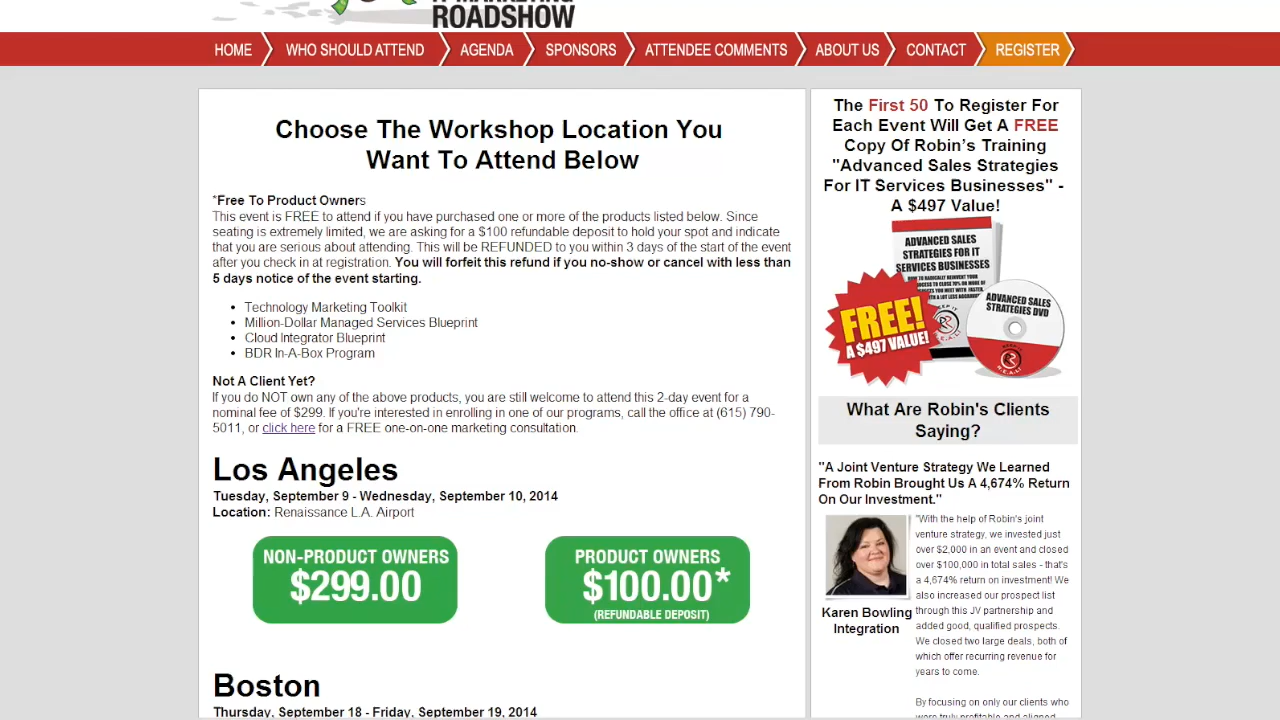 ROADSHOW
HOME
WHO SHOULD ATTEND
AGENDA
SPONSORS
ATTENDEE COMMENTS
ABOUT US
CONTACT
REGISTER
Choose The Workshop Location You
Want To Attend Below
*Free To Product Owners
This event is FREE to attend if you have purchased one or more of the products listed below. Since
seating is extremely limited, we are asking for a $100 refundable deposit to hold your spot and indicate
that you are serious about attending. This will be REFUNDED to you within 3 days of the start of the event
after you check in at registration. You will forfeit this refund if you no-show or cancel with less than
5 days notice of the event starting.
• Technology Marketing Toolkit
• Million-Dollar Managed Services Blueprint
• Cloud Integrator Blueprint
• BDR In-A-Box Program
Not A Client Yet?
If you do NOT own any of the above products, you are still welcome to attend this 2-day event for a
nominal fee of $299. If you're interested in enrolling in one of our programs, call the office at (615) 790-
5011, or click here for a FREE one-on-one marketing consultation.
Los Angeles
Tuesday, September 9 - Wednesday, September 10, 2014
Location: Renaissance L.A. Airport
NON-PRODUCT OWNERS
$299.00
PRODUCT OWNERS
$100.00*
(REFUNDABLE DEPOSIT)
Boston
Thursday, September 18 - Friday, September 19, 2014
The First 50 To Register For
Each Event Will Get A FREE
Copy Of Robin's Training
"Advanced Sales Strategies
For IT Services Businesses" -
A $497 Value!
ADVANCED SALES
STRATEGIES FOR IT
SERVICES BUSINESSES
FREE!
A $497 VALUE!
ADVANCED SALES
STRATEGIES DVD
What Are Robin's Clients
Saying?
"A Joint Venture Strategy We Learned
From Robin Brought Us A 4,674% Return
On Our Investment."
Karen Bowling
Integration
"With the help of Robin's joint
venture strategy, we invested just
over $2,000 in an event and closed
over $100,000 in total sales - that's
a 4,674% return on investment! We
also increased our prospect list
through this JV partnership and
added good, qualified prospects.
We closed two large deals, both of
which offer recurring revenue for
years to come.
By focusing on only our clients who
were truly profitable and aligned